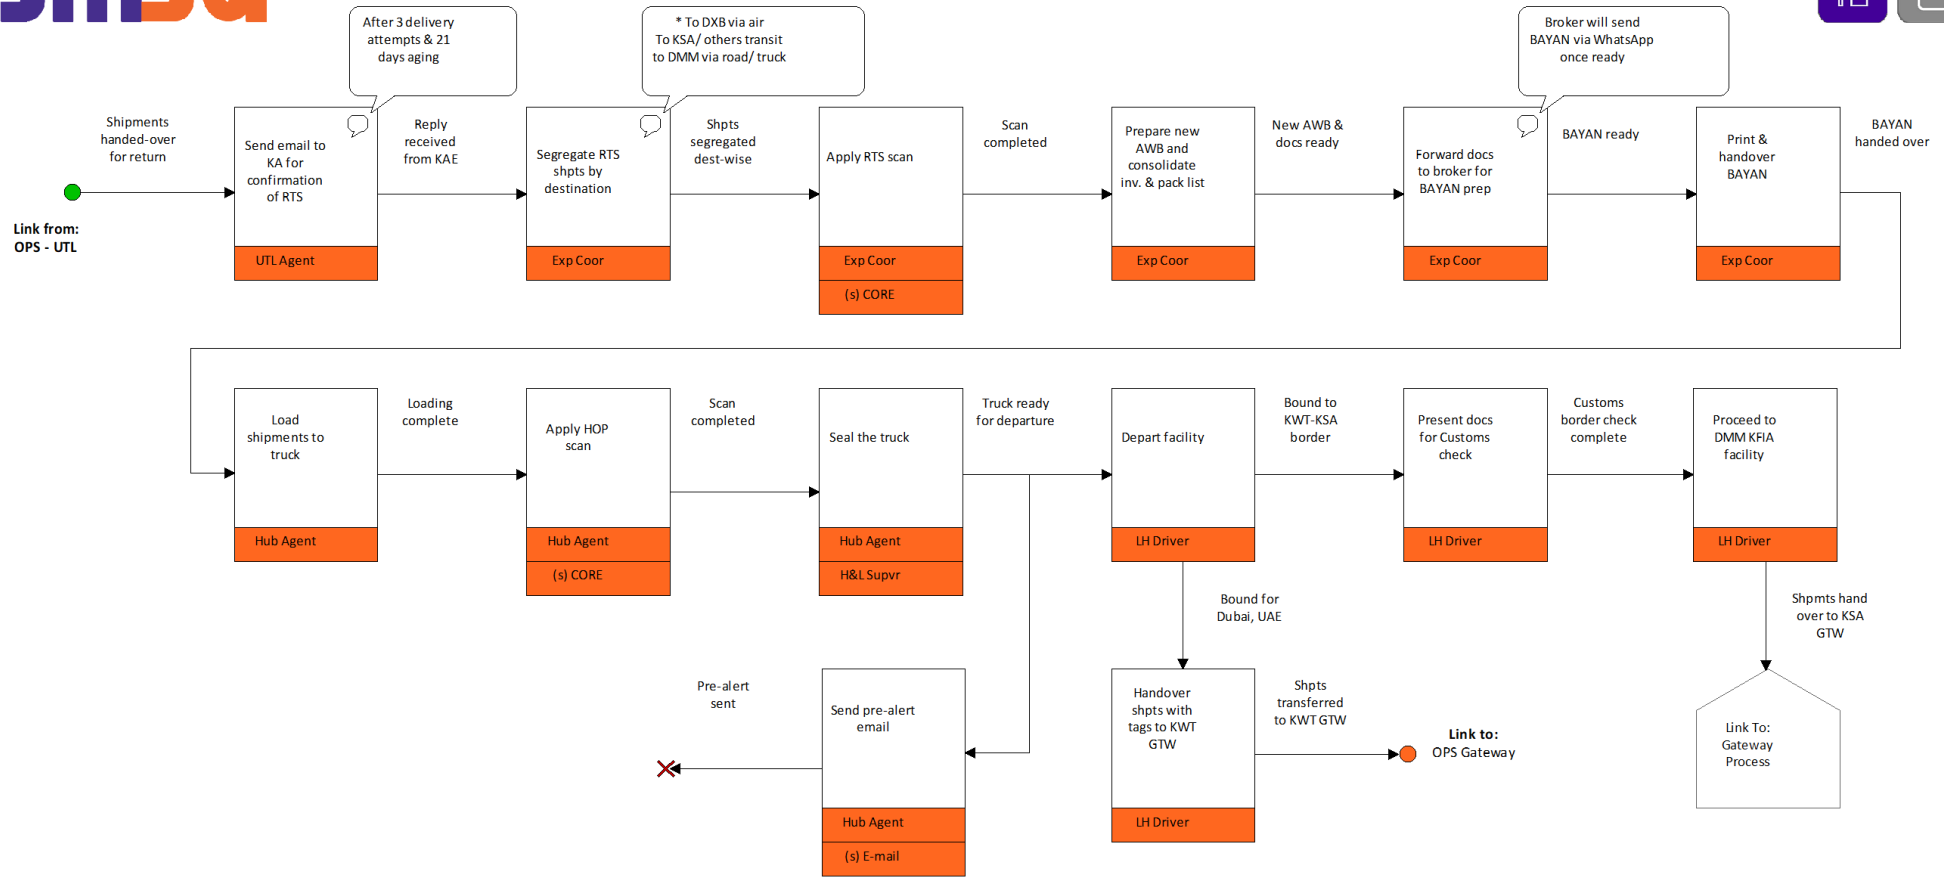 After 3 delivery
attempts & 21
days aging
* To DXB via air
To KSA/ others transit
to DMM via road/ truck
Broker will send
BAYAN via WhatsApp
once ready
Shipments
handed-over
for return
Link from:
OPS - UTL
Send email to
KA for
confirmation
of RTS
UTL Agent
Reply
received
from KAE
Segregate RTS
shpts by
destination
Exp Coor
Shpts
segregated
dest-wise
Apply RTS scan
Exp Coor
(s) CORE
Scan
completed
Prepare new
AWB and
consolidate
inv. & pack list
Exp Coor
New AWB &
docs ready
Forward docs
to broker for
BAYAN prep
Exp Coor
BAYAN ready
Print &
handover
BAYAN
Exp Coor
BAYAN
handed over
Load
shipments to
truck
Hub Agent
Loading
complete
Apply HOP
scan
Hub Agent
(s) CORE
Scan
completed
Seal the truck
Hub Agent
H&L Supvr
Truck ready
for departure
Depart facility
LH Driver
Bound to
KWT-KSA
border
Present docs
for Customs
check
LH Driver
Customs
border check
complete
Proceed to
DMM KFIA
facility
LH Driver
Bound for
Dubai, UAE
Shpmts hand
over to KSA
GTW
Pre-alert
sent
Send pre-alert
email
Hub Agent
(s) E-mail
Handover
shpts with
tags to KWT
GTW
LH Driver
Shpts
transferred
to KWT GTW
Link to:
OPS Gateway
Link To:
Gateway
Process